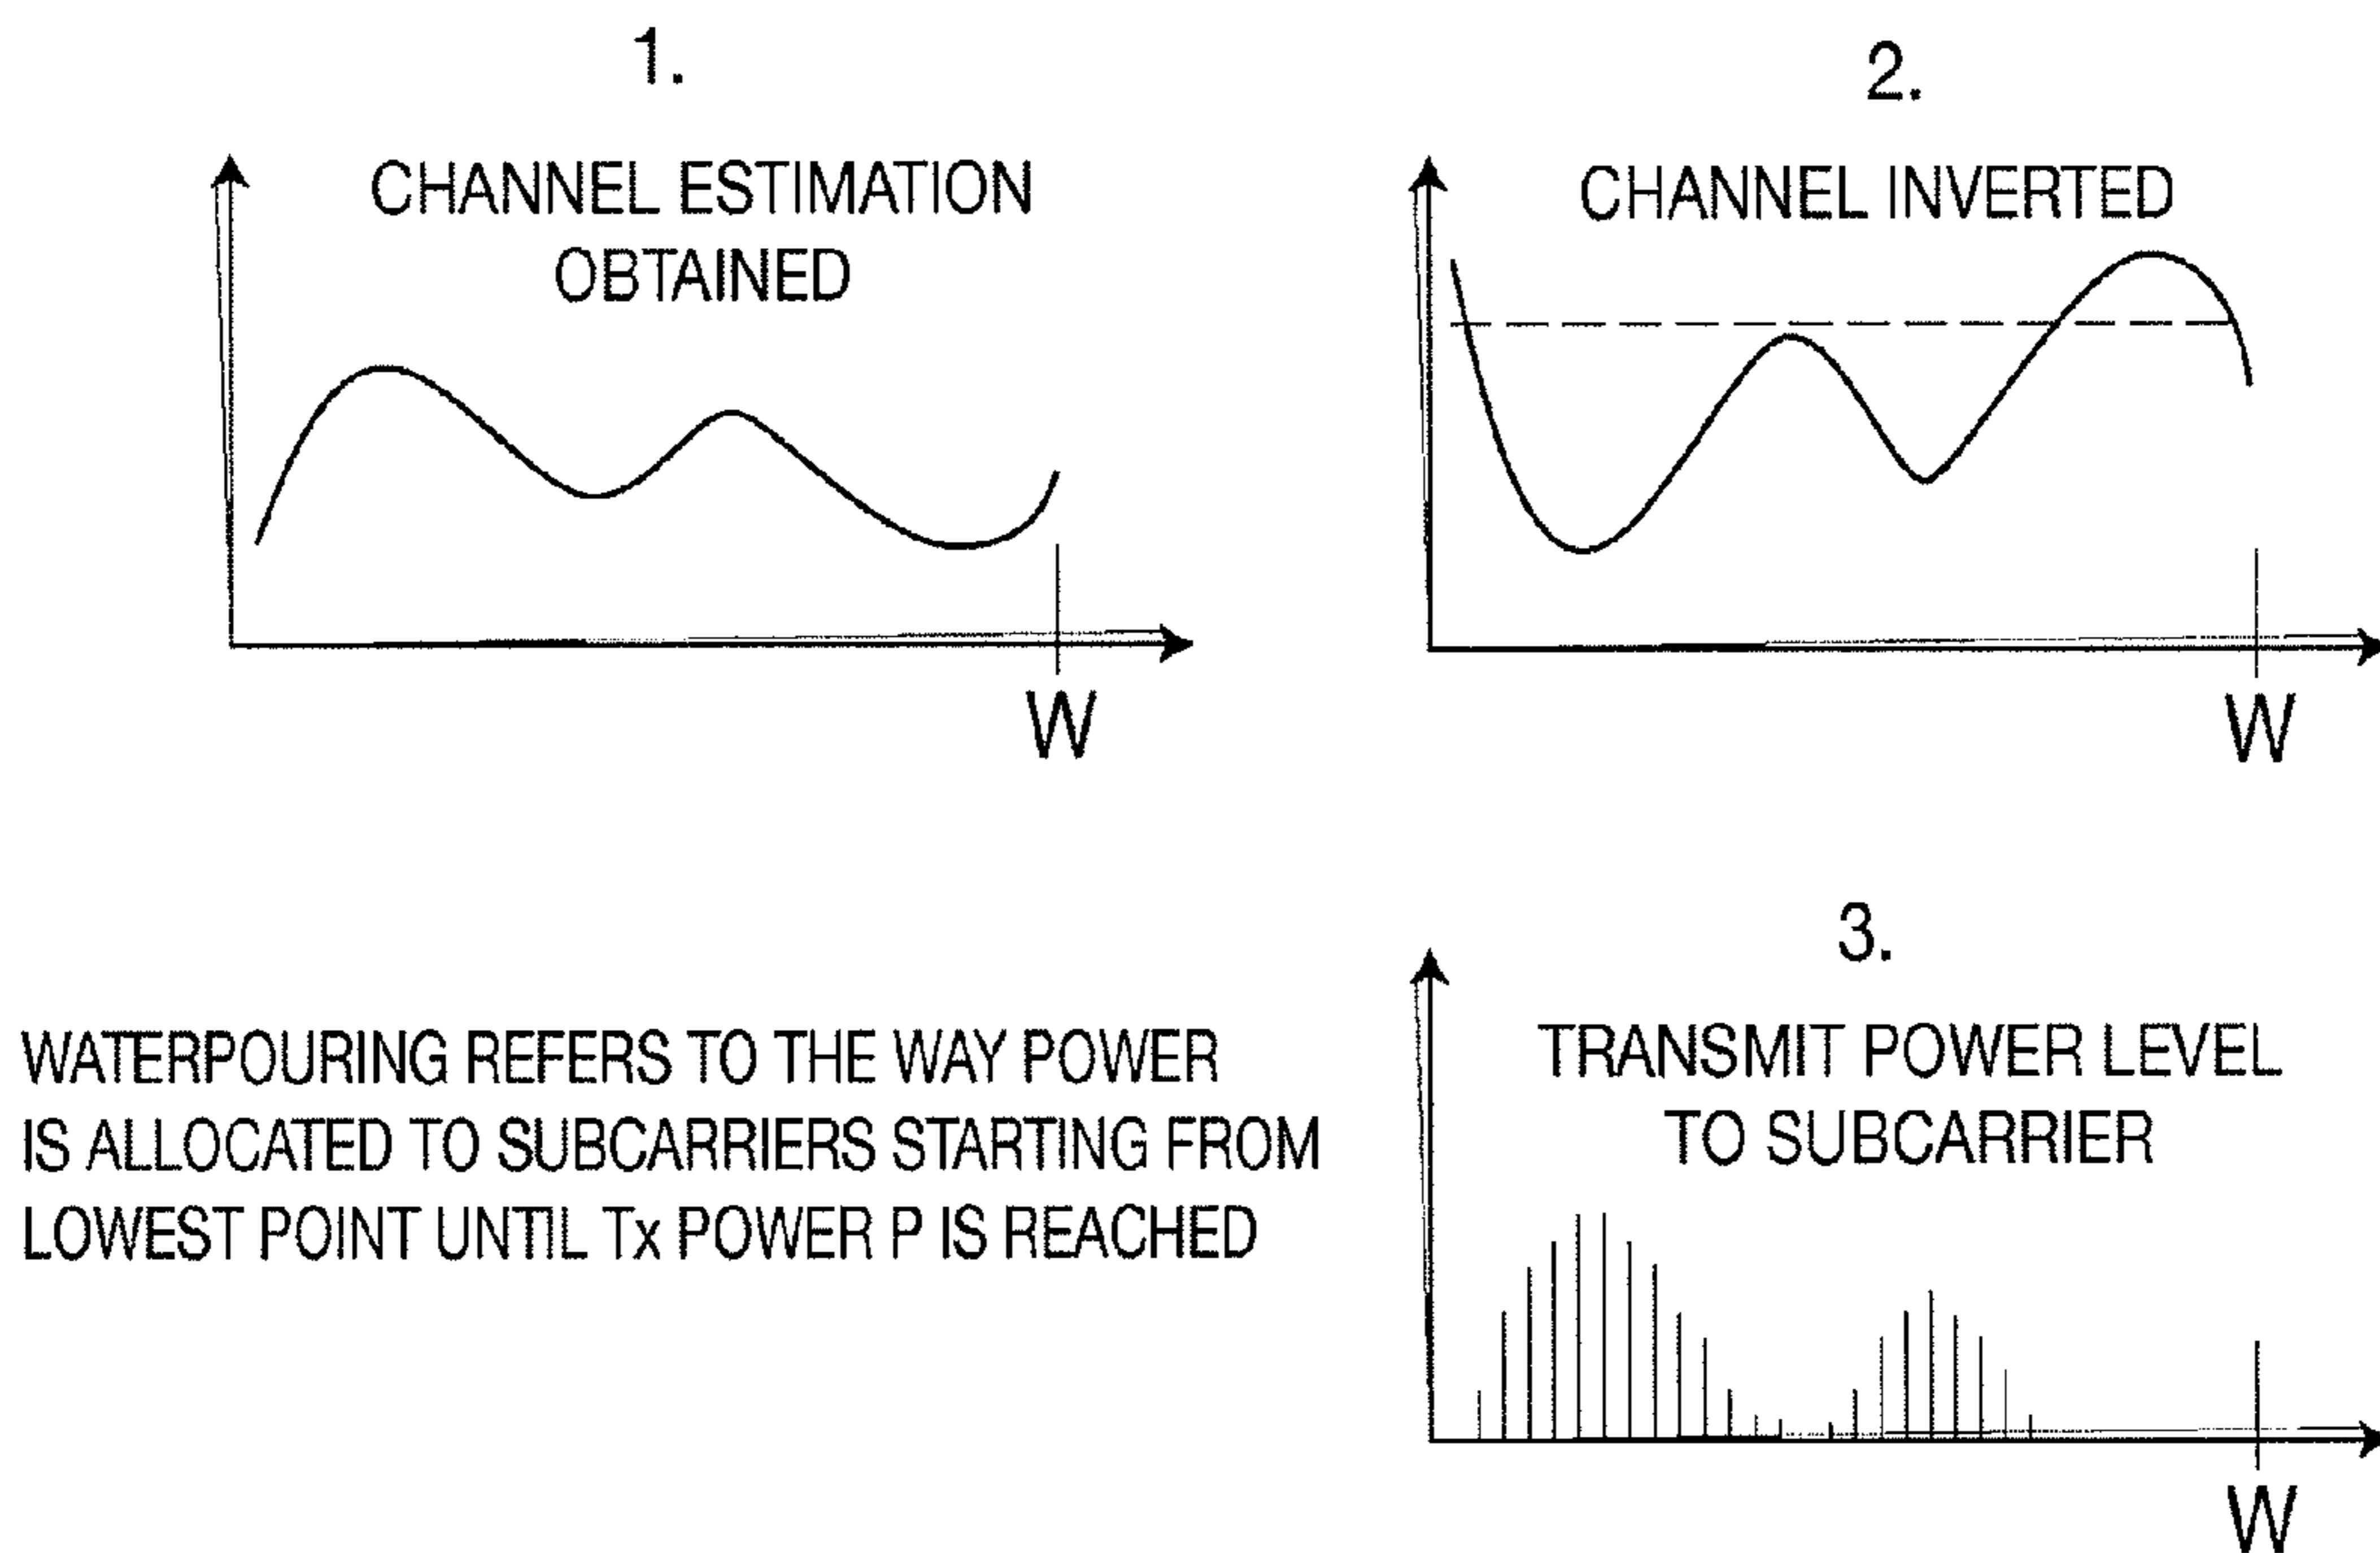 1.
CHANNEL ESTIMATION
OBTAINED
W
2.
CHANNEL INVERTED
W
WATERPOURING REFERS TO THE WAY POWER
IS ALLOCATED TO SUBCARRIERS STARTING FROM
LOWEST POINT UNTIL Tx POWER P IS REACHED
3.
TRANSMIT POWER LEVEL
TO SUBCARRIER
W